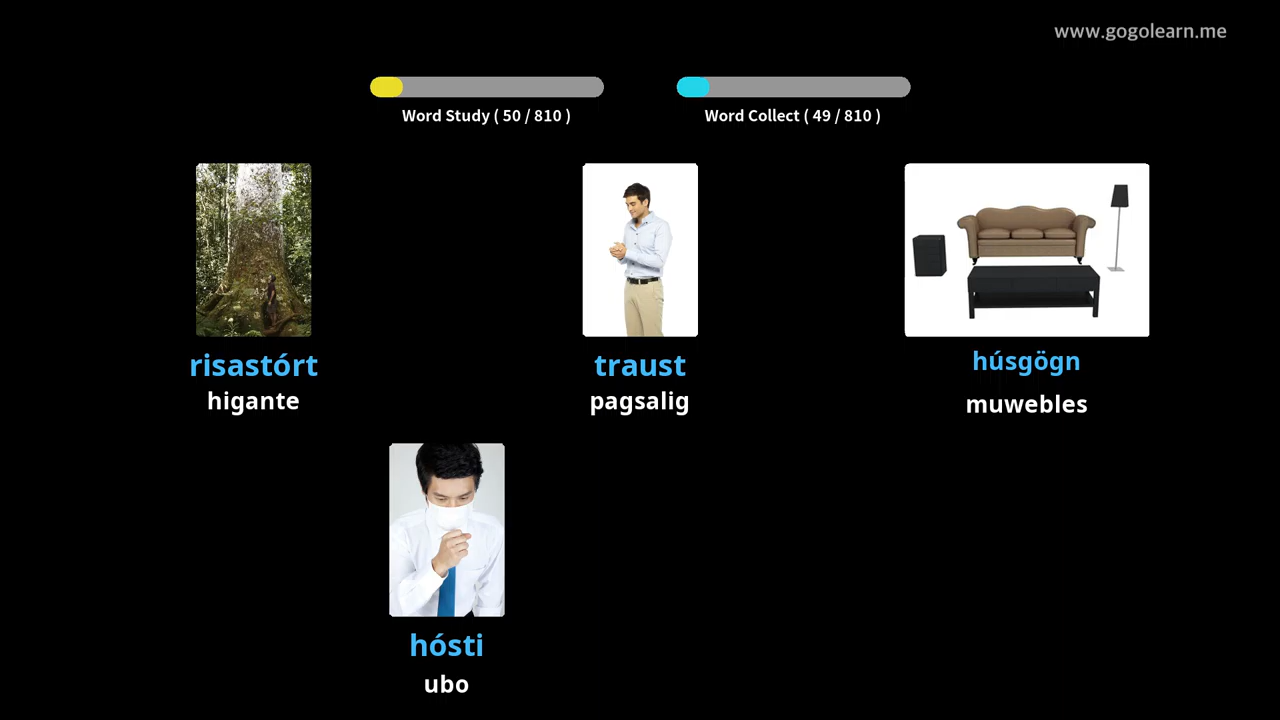 www.gogolearn.me
Word Study ( 50 / 810 )
Word Collect ( 49 / 810 )
risastórt
higante
traust
pagsalig
húsgögn
muwebles
hósti
ubo